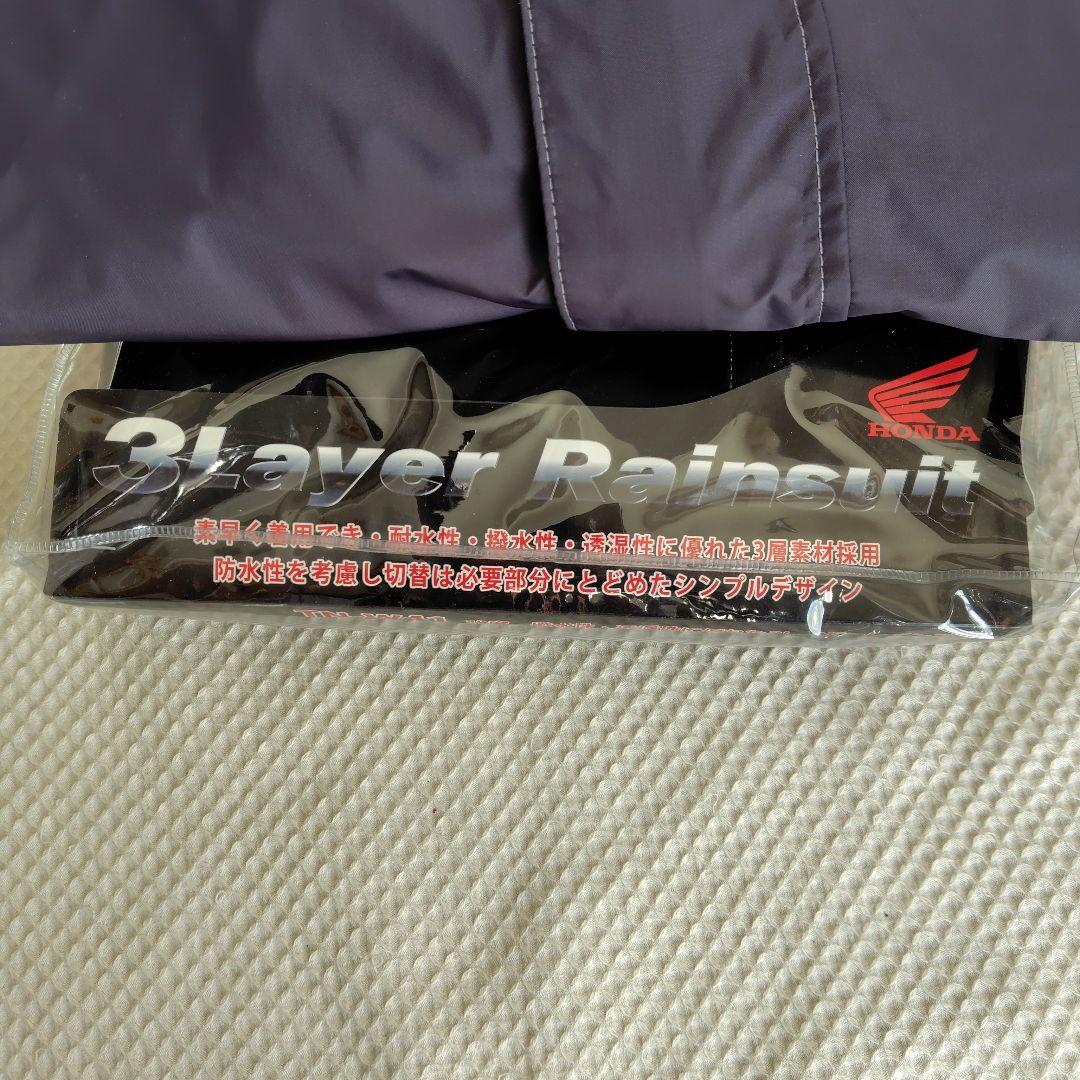 HONDA
3Layer Rainsuit
素早く着用でき・耐水性・撥水性・透湿性に優れた3層素材採用
防水性を考慮し切替は必要部分にとどめたシンプルデザイン